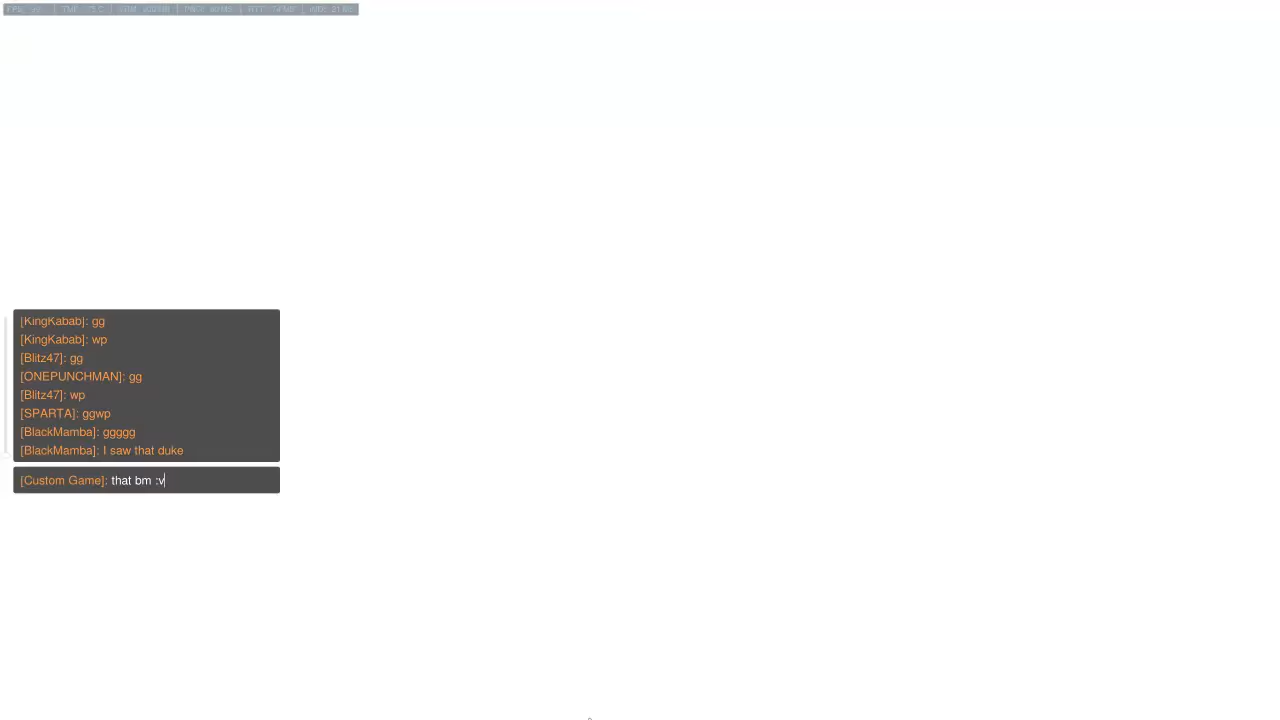 [KingKabab]: gg
[KingKabab]: wp
[Blitz47]: gg
[ONEPUNCHMAN]: gg
[Blitz47]: wp
[SPARTA]: ggwp
[BlackMamba]: ggggg
[BlackMamba]: I saw that duke
[Custom Game]: that bm :v